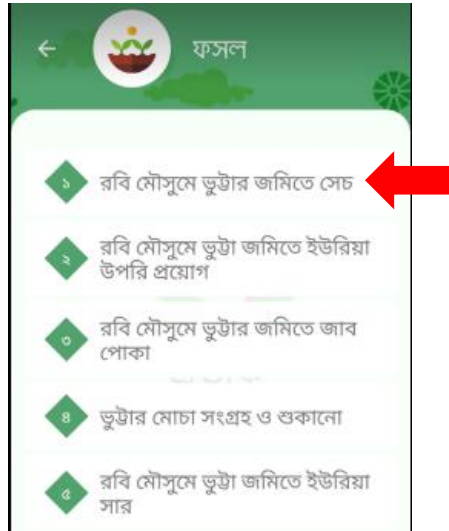 ফসল
১ রবি মৌসুমে ভুট্টার জমিতে সেচ
২ রবি মৌসুমে ভুট্টা জমিতে ইউরিয়া
উপরি প্রয়োগ
৩ রবি মৌসুমে ভুট্টার জমিতে জাব
পোকা
৪ ভুট্টার মোচা সংগ্রহ ও শুকানো
৫ রবি মৌসুমে ভুট্টা জমিতে ইউরিয়া
সার